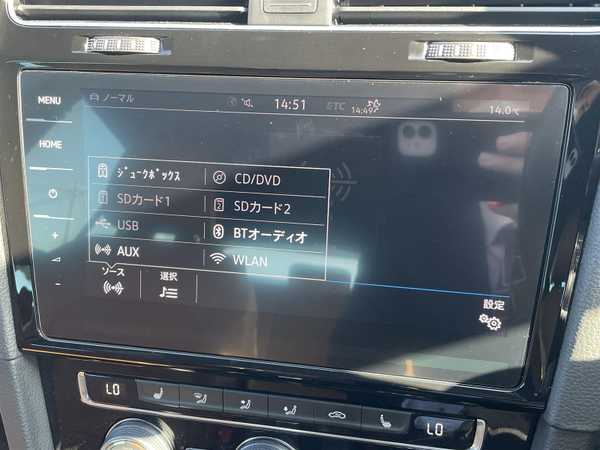 MENU
ノーマル
14:51
ETC
14:49
14.0℃
HOME
ジュークボックス
CD/DVD
SDカード1
SDカード2
USB
BTオーディオ
AUX
WLAN
ソース
選択
設定
+
-
LO
LO